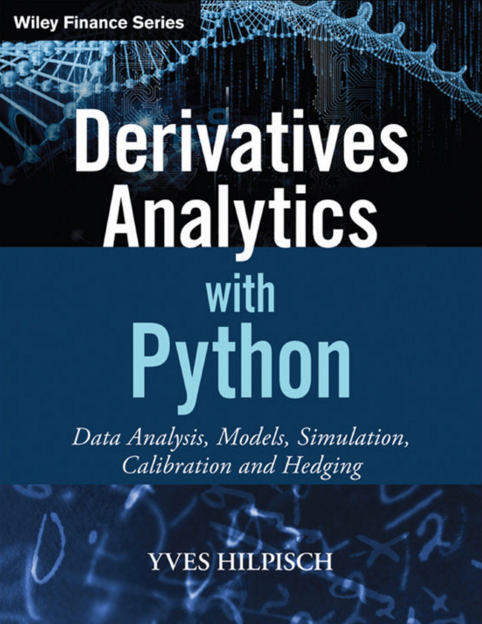 Wiley Finance Series
Derivatives
Analytics
with
Python
Data Analysis, Models, Simulation,
Calibration and Hedging
YVES HILPISCH